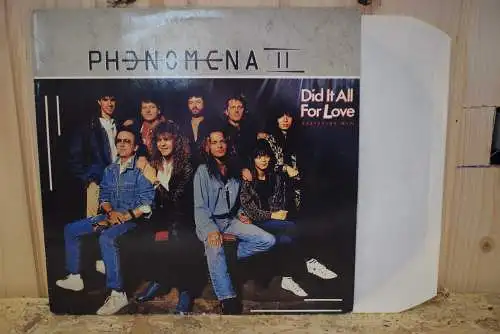 PHENOMENA II
Did It All
For Love